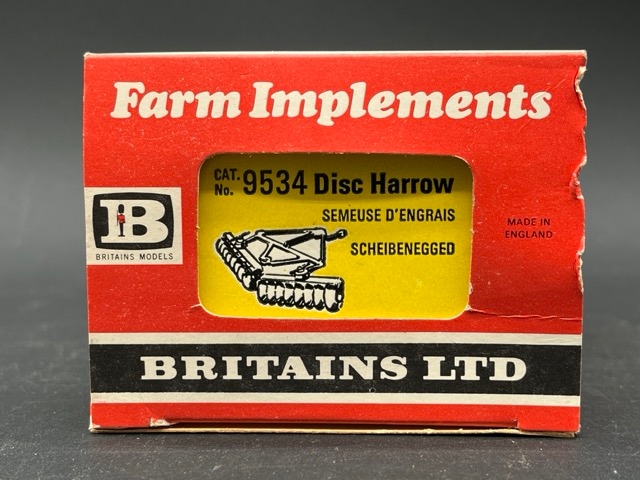 Farm Implements
CAT. No. 9534 Disc Harrow
SEMEUSE D'ENGRAIS
SCHEIBENEGGED
B
BRITAINS MODELS
MADE IN
ENGLAND
BRITAINS LTD